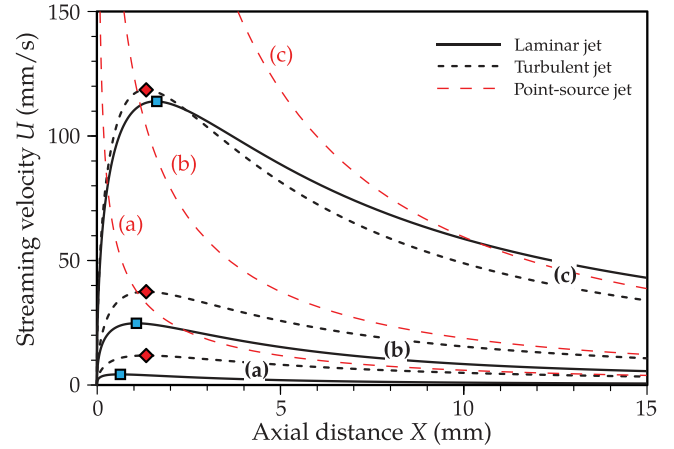 150
100
50
0
0
5
10
15
Streaming velocity U (mm/s)
Axial distance X (mm)
Laminar jet
Turbulent jet
Point-source jet
(c)
(b)
(a)
(c)
(b)
(a)